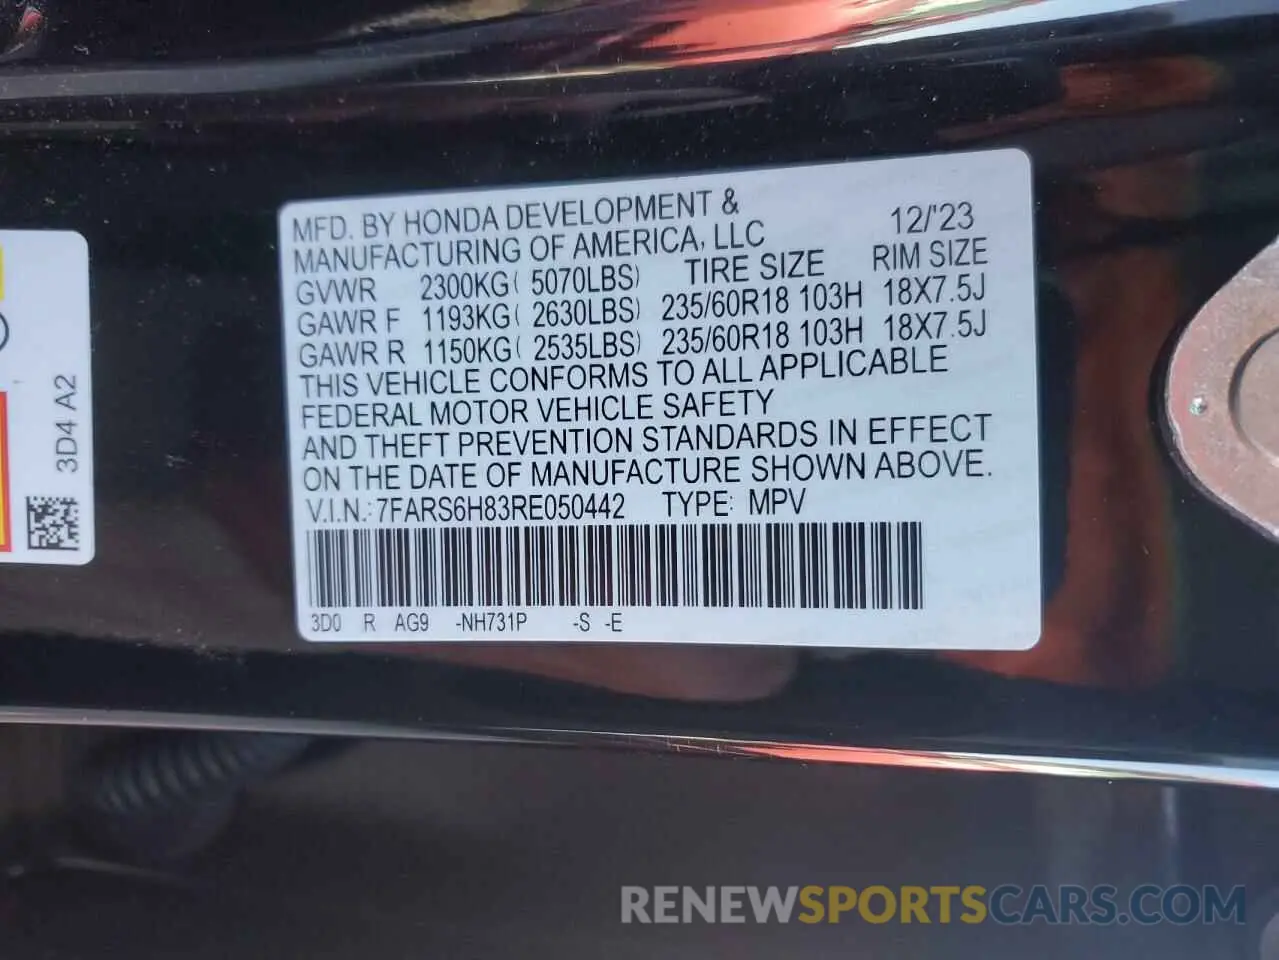 MFD. BY HONDA DEVELOPMENT & 12/'23
MANUFACTURING OF AMERICA, LLC
GVWR 2300KG( 5070LBS) TIRE SIZE RIM SIZE
GAWR F 1193KG( 2630LBS) 235/60R18 103H 18X7.5J
GAWR R 1150KG( 2535LBS) 235/60R18 103H 18X7.5J
THIS VEHICLE CONFORMS TO ALL APPLICABLE
FEDERAL MOTOR VEHICLE SAFETY
AND THEFT PREVENTION STANDARDS IN EFFECT
ON THE DATE OF MANUFACTURE SHOWN ABOVE.
V.I.N.: 7FARS6H83RE050442 TYPE: MPV
3D0 R AG9 -NH731P -S -E
3D4 A2
RENEWSPORTSCARS.COM